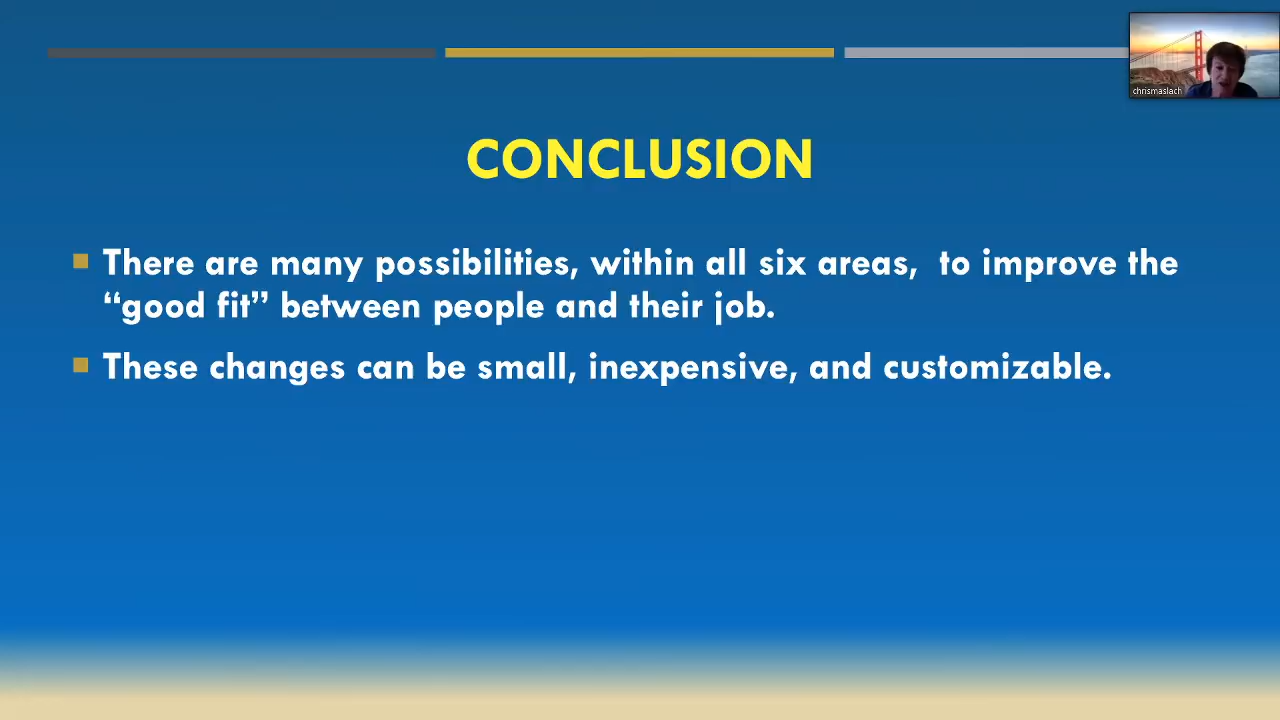 chrismaslach
CONCLUSION
There are many possibilities, within all six areas,  to improve the
“good fit” between people and their job.
These changes can be small, inexpensive, and customizable.